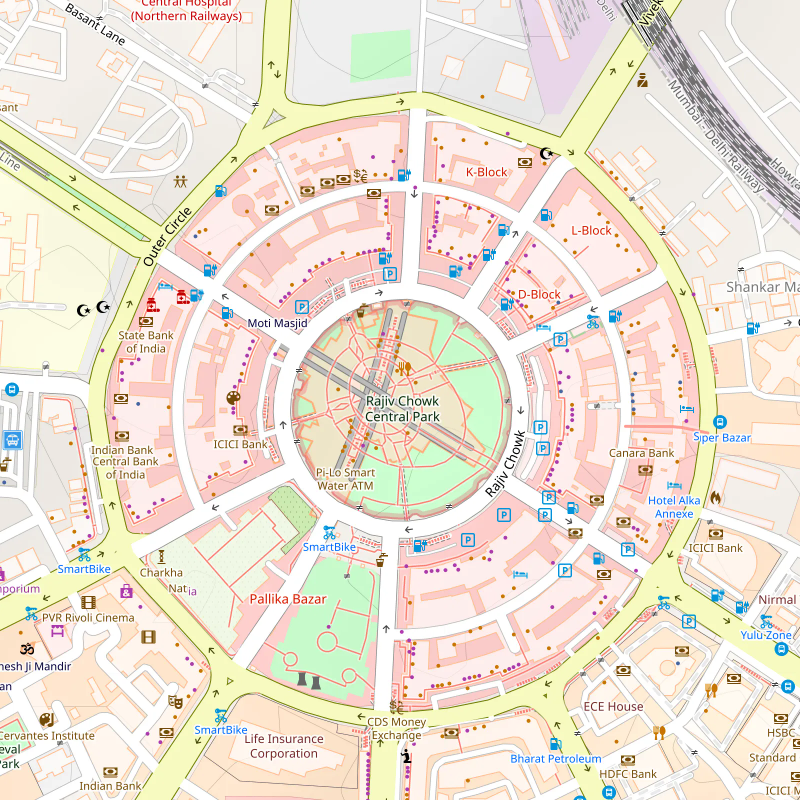 Central Hospital
(Northern Railways)
Basant Lane
Delhi
Vivek
sant
Line
Mumbai - Delhi Railway
Howra
K-Block
L-Block
D-Block
Outer Circle
Shankar Ma
Moti Masjid
State Bank
of India
Rajiv Chowk
Central Park
ICICI Bank
Indian Bank
Central Bank
of India
Pi-Lo Smart
Water ATM
Rajiv Chowk
Siper Bazar
Canara Bank
Hotel Alka
Annexe
ICICI Bank
SmartBike
SmartBike
Charkha
Nat
ia
Pallika Bazar
mporium
PVR Rivoli Cinema
Nirmal
Yulu Zone
nesh Ji Mandir
an
SmartBike
CDS Money
Exchange
ECE House
Cervantes Institute
eval
Park
Life Insurance
Corporation
Bharat Petroleum
HSBC
Standard
HDFC Bank
Indian Bank
ICICI